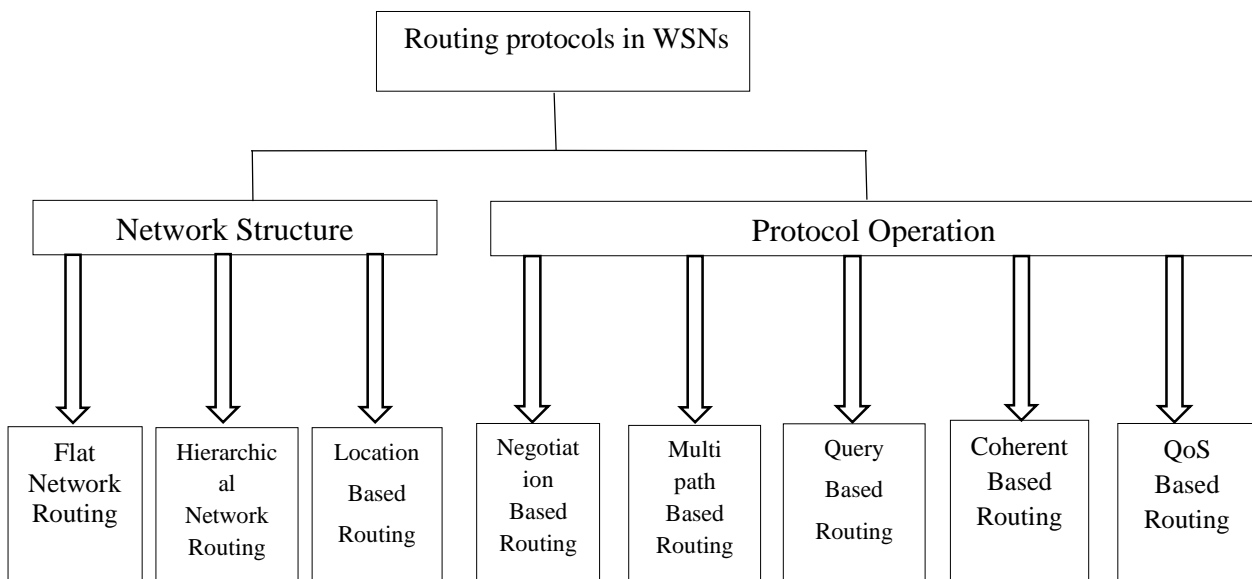 Routing protocols in WSNs
Network Structure
Protocol Operation
Flat
Network
Routing
Hierarchic
al
Network
Routing
Location
Based
Routing
Negotiat
ion
Based
Routing
Multi
path
Based
Routing
Query
Based
Routing
Coherent
Based
Routing
QoS
Based
Routing